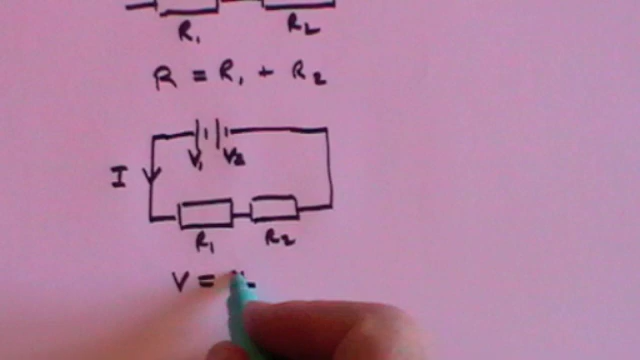 R₁ R₂
R = R₁ + R₂
V₁ V₂
I
R₁ R₂
V =